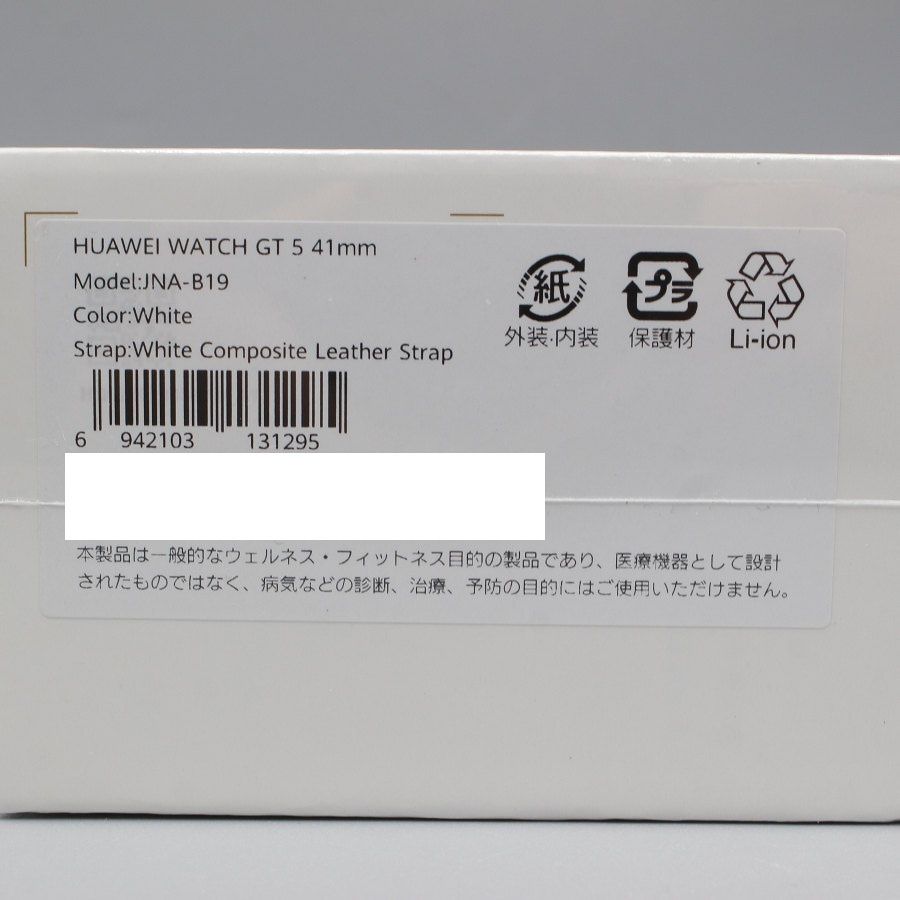 HUAWEI WATCH GT 5 41mm
Model:JNA-B19
Color:White
Strap:White Composite Leather Strap
6 942103 131295
紙
外装·内装
プラ
保護材
Li-ion
本製品は一般的なウェルネス・フィットネス目的の製品であり、医療機器として設計
されたものではなく、病気などの診断、治療、予防の目的にはご使用いただけません。